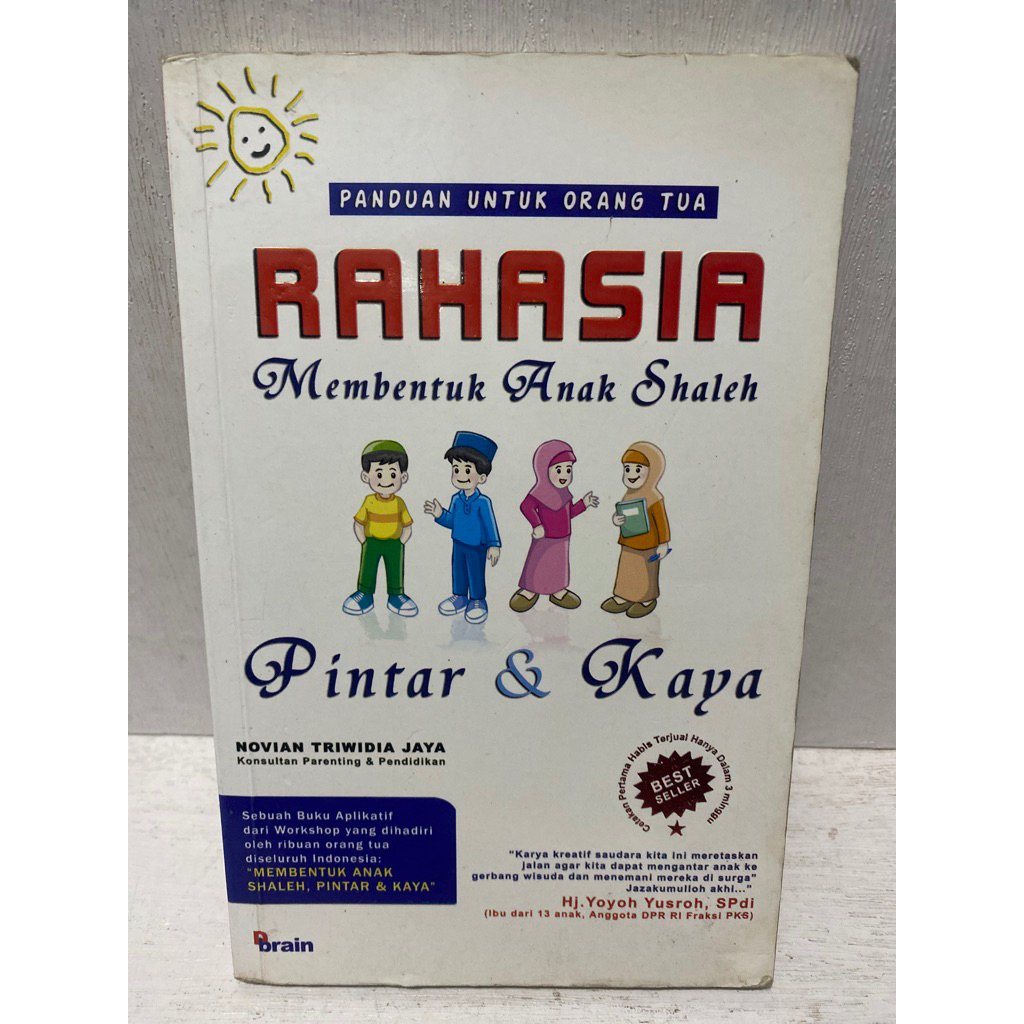 PANDUAN UNTUK ORANG TUA
RAHASIA
Membentuk Anak Shaleh
Pintar & Kaya
NOVIAN TRIWIDIA JAYA
Konsultan Parenting & Pendidikan
Cetakan Pertama Habis Terjual Hanya Dalam 3 minggu
BEST
SELLER
Sebuah Buku Aplikatif
dari Workshop yang dihadiri
oleh ribuan orang tua
diseluruh Indonesia:
"MEMBENTUK ANAK
SHALEH, PINTAR & KAYA"
"Karya kreatif saudara kita ini meretaskan
jalan agar kita dapat mengantar anak ke
gerbang wisuda dan menemani mereka di surga"
Jazakumulloh akhi..."
Hj.Yoyoh Yusroh, SPdi
(Ibu dari 13 anak, Anggota DPR RI Fraksi PKS)
brain